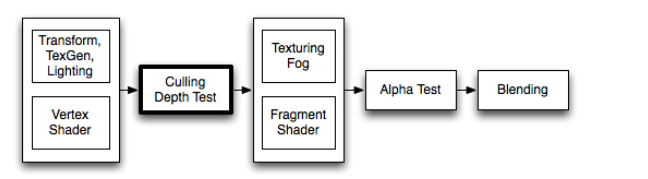 Transform,
TexGen,
Lighting
Vertex
Shader
Culling
Depth Test
Texturing
Fog
Fragment
Shader
Alpha Test
Blending